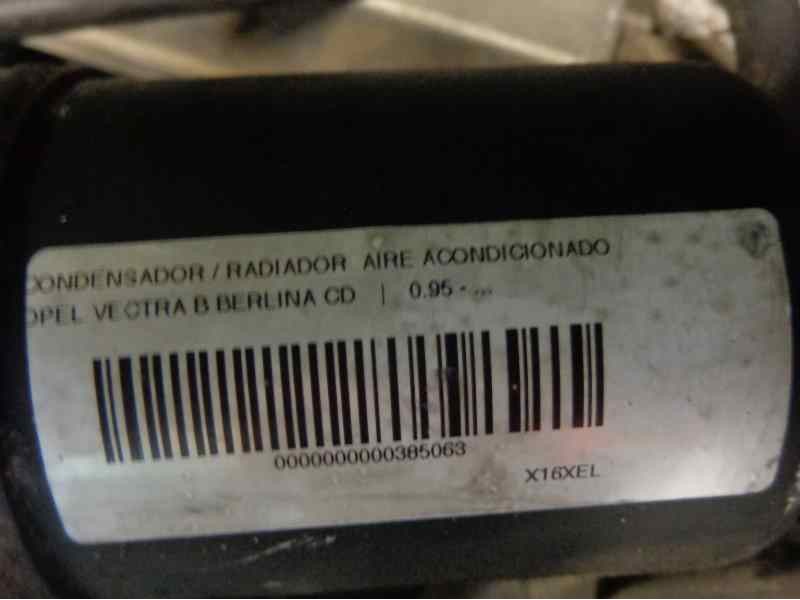 CONDENSADOR / RADIADOR AIRE ACONDICIONADO
OPEL VECTRA B BERLINA CD | 0.95 - ...
0000000000385063
X16XEL